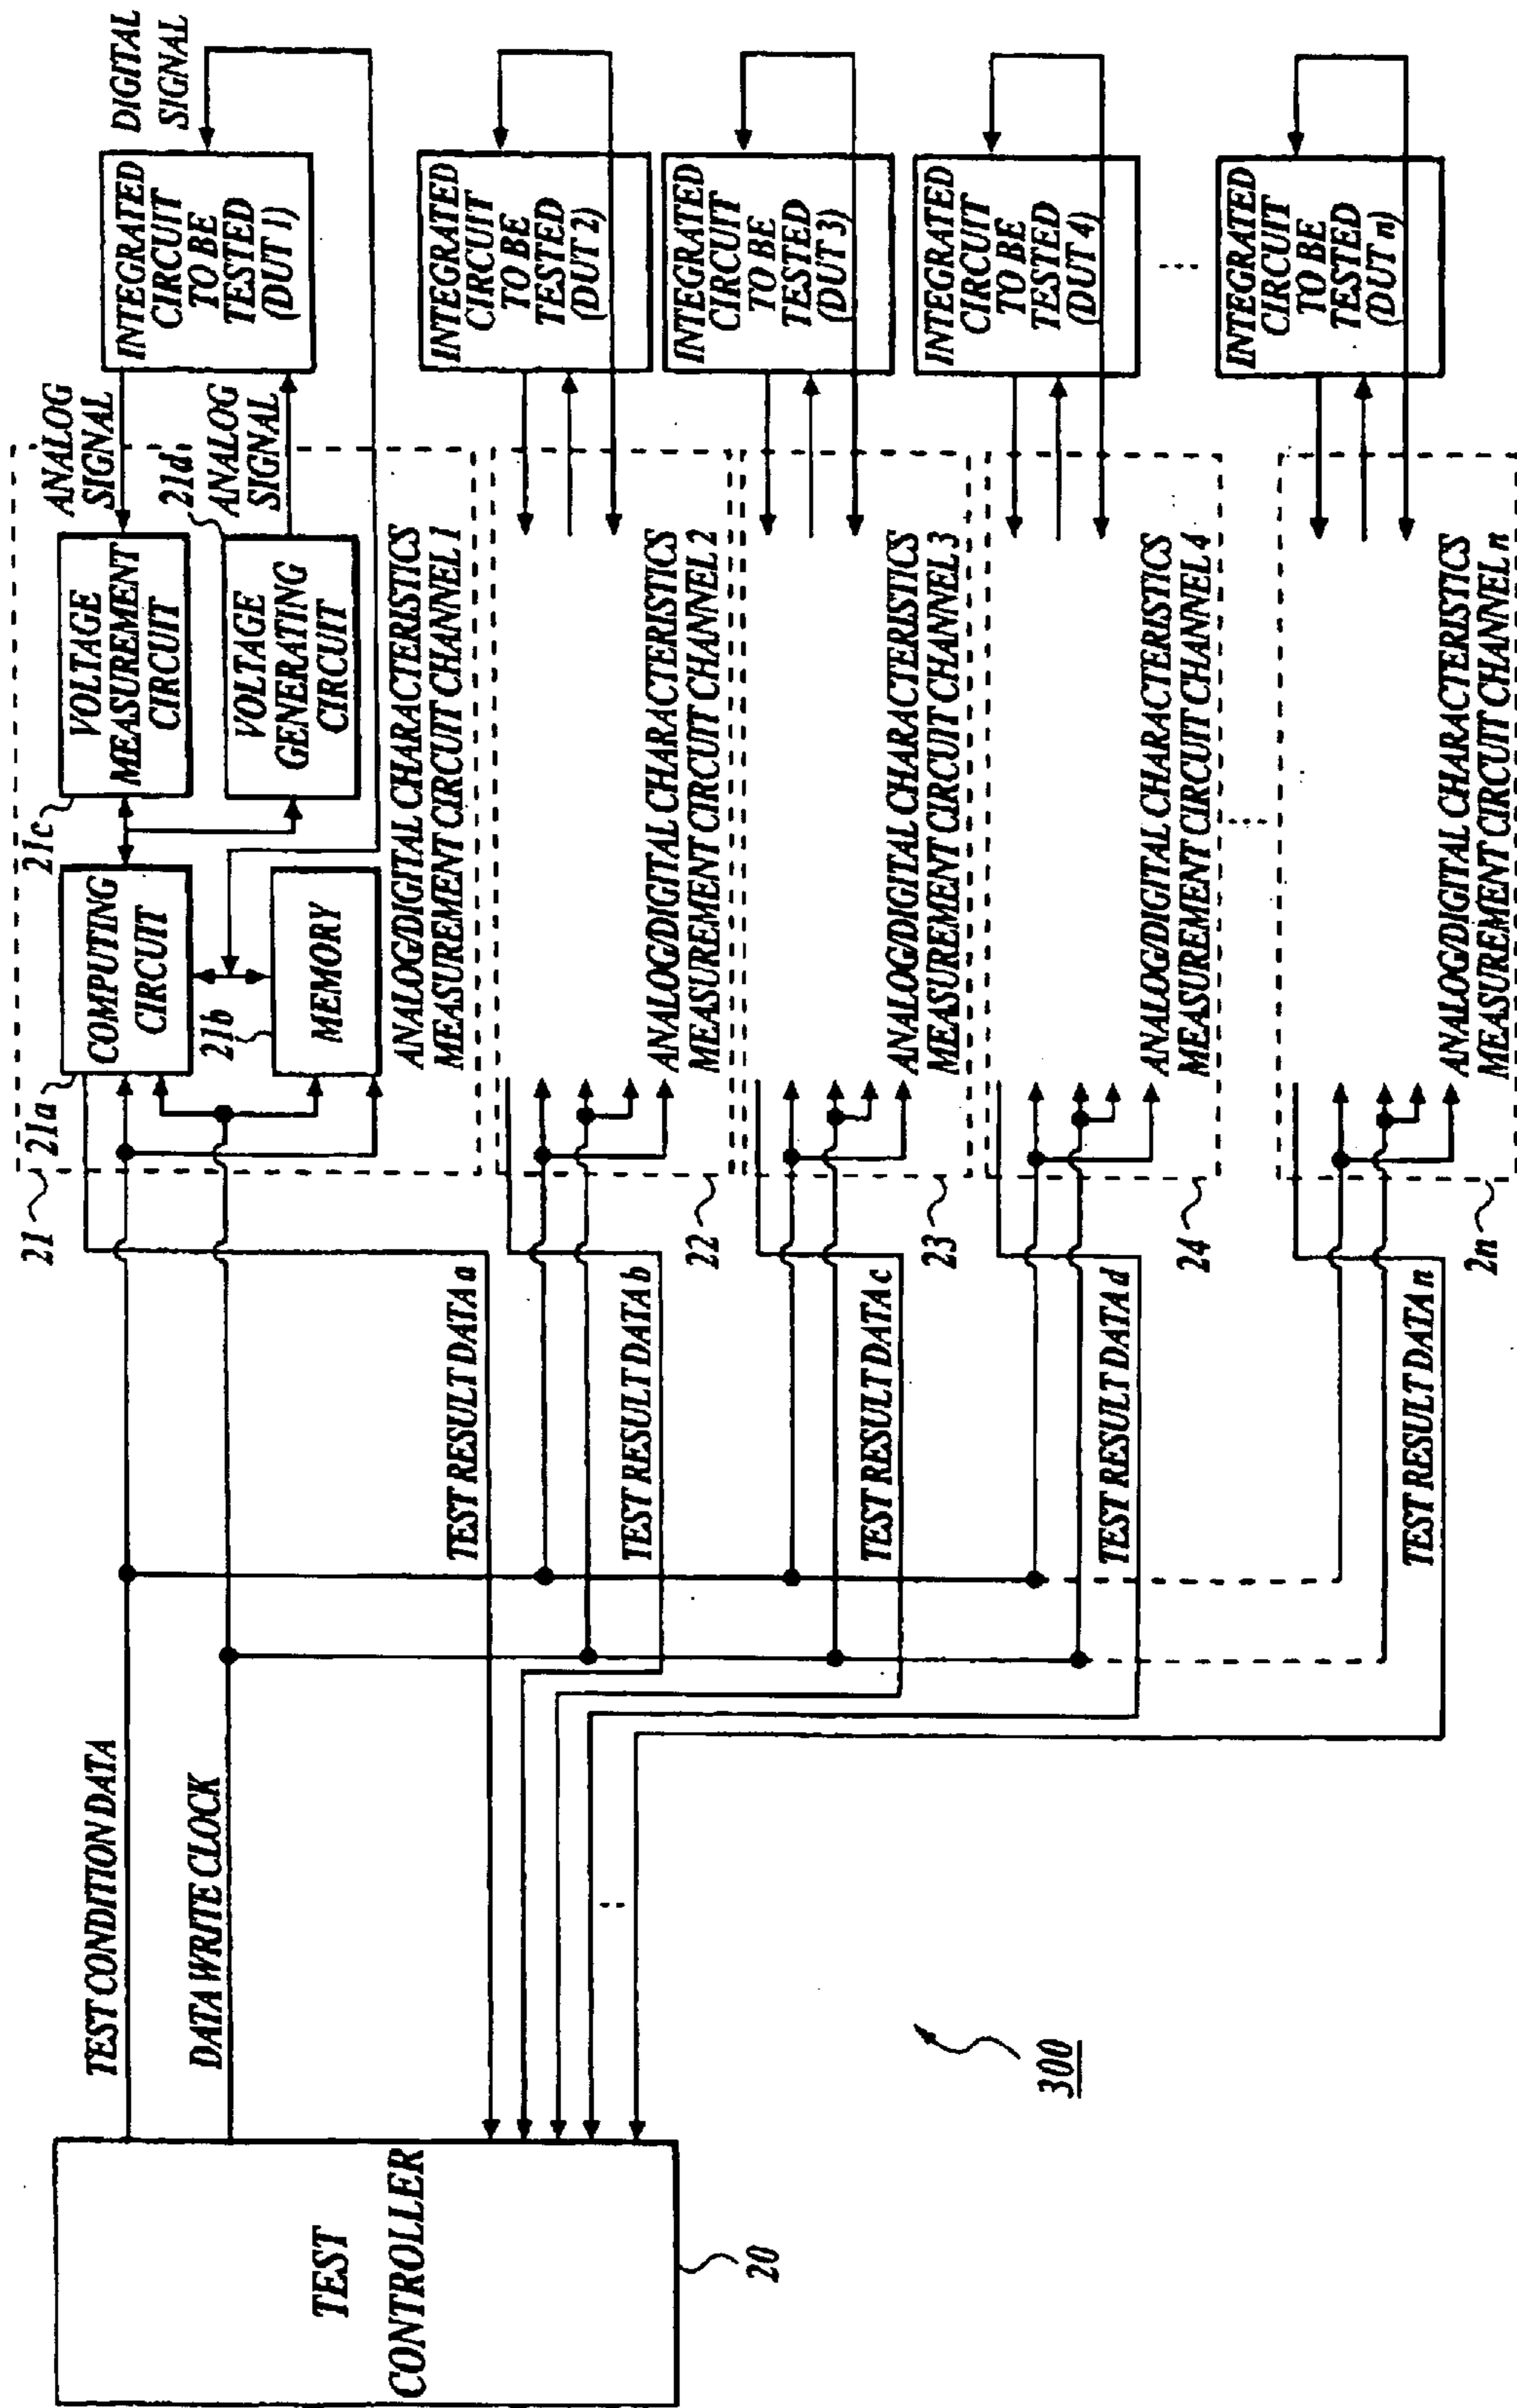 TEST
CONTROLLER
20
TEST CONDITION DATA
DATA WRITE CLOCK
300
TEST RESULT DATA a
TEST RESULT DATA b
TEST RESULT DATA c
TEST RESULT DATA d
TEST RESULT DATA n
21
21a
COMPUTING
CIRCUIT
21b
MEMORY
21c
VOLTAGE
MEASUREMENT
CIRCUIT
21d
VOLTAGE
GENERATING
CIRCUIT
ANALOG/DIGITAL CHARACTERISTICS
MEASUREMENT CIRCUIT CHANNEL 1
ANALOG
SIGNAL
ANALOG
SIGNAL
DIGITAL
SIGNAL
INTEGRATED
CIRCUIT
TO BE
TESTED
(DUT 1)
22
ANALOG/DIGITAL CHARACTERISTICS
MEASUREMENT CIRCUIT CHANNEL 2
INTEGRATED
CIRCUIT
TO BE
TESTED
(DUT 2)
23
ANALOG/DIGITAL CHARACTERISTICS
MEASUREMENT CIRCUIT CHANNEL 3
INTEGRATED
CIRCUIT
TO BE
TESTED
(DUT 3)
24
ANALOG/DIGITAL CHARACTERISTICS
MEASUREMENT CIRCUIT CHANNEL 4
INTEGRATED
CIRCUIT
TO BE
TESTED
(DUT 4)
2n
ANALOG/DIGITAL CHARACTERISTICS
MEASUREMENT CIRCUIT CHANNEL n
INTEGRATED
CIRCUIT
TO BE
TESTED
(DUT n)